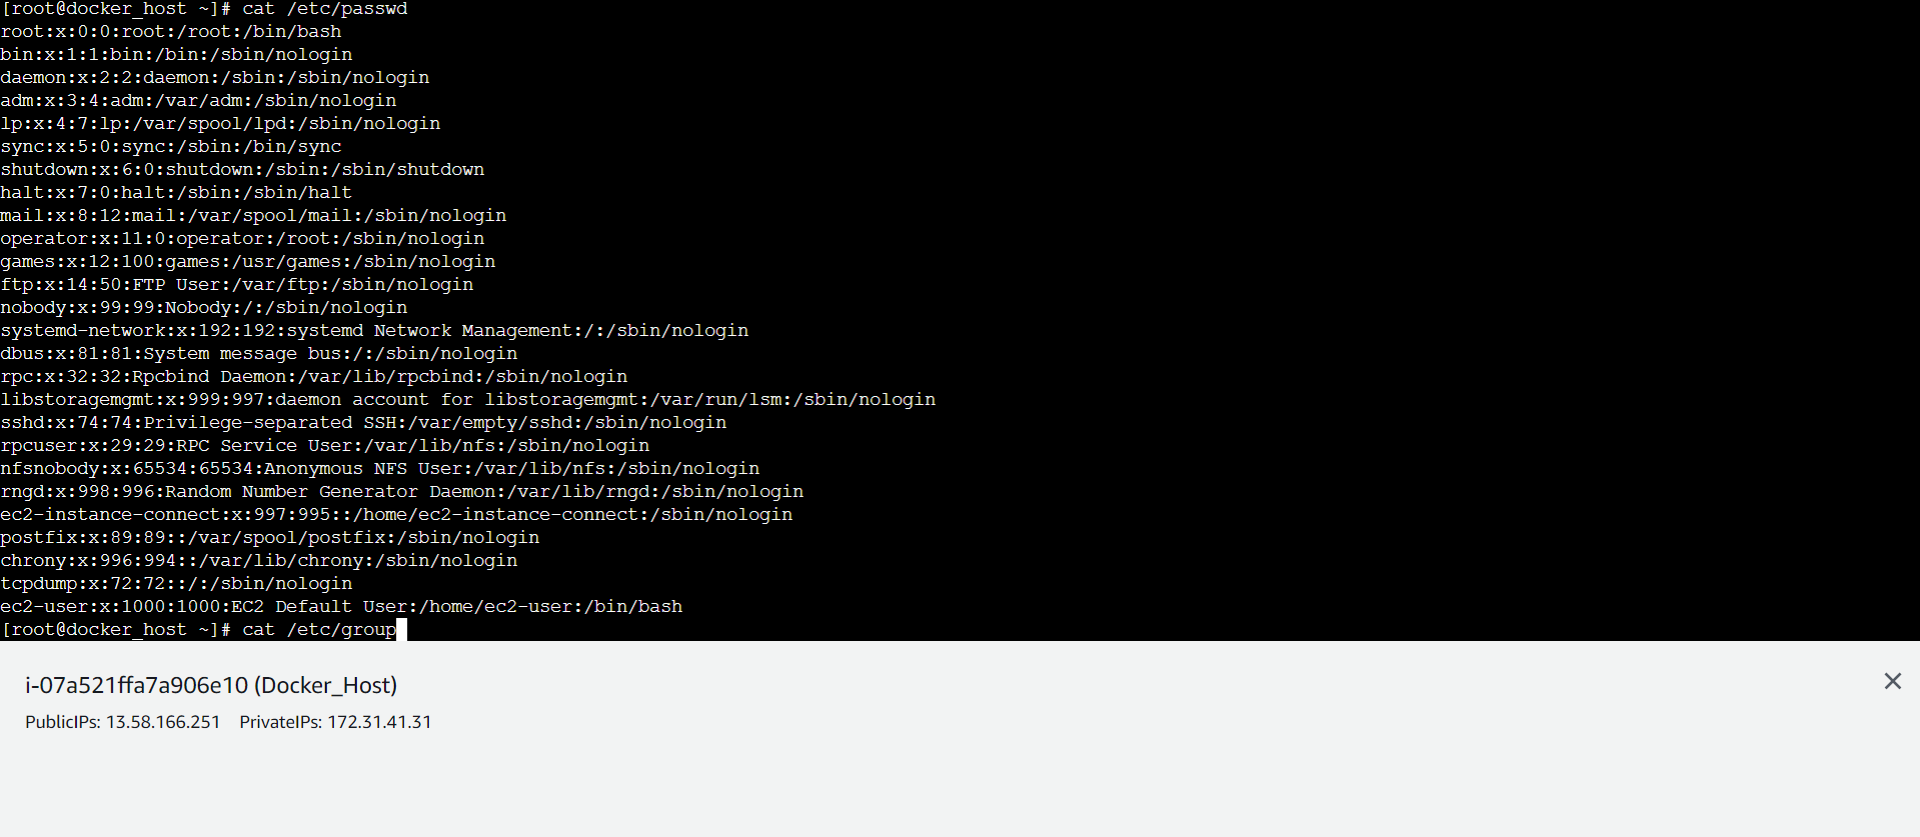 [root@docker_host ~]# cat /etc/passwd
root:x:0:0:root:/root:/bin/bash
bin:x:1:1:bin:/bin:/sbin/nologin
daemon:x:2:2:daemon:/sbin:/sbin/nologin
adm:x:3:4:adm:/var/adm:/sbin/nologin
lp:x:4:7:lp:/var/spool/lpd:/sbin/nologin
sync:x:5:0:sync:/sbin:/bin/sync
shutdown:x:6:0:shutdown:/sbin:/sbin/shutdown
halt:x:7:0:halt:/sbin:/sbin/halt
mail:x:8:12:mail:/var/spool/mail:/sbin/nologin
operator:x:11:0:operator:/root:/sbin/nologin
games:x:12:100:games:/usr/games:/sbin/nologin
ftp:x:14:50:FTP User:/var/ftp:/sbin/nologin
nobody:x:99:99:Nobody:/:/sbin/nologin
systemd-network:x:192:192:systemd Network Management:/:/sbin/nologin
dbus:x:81:81:System message bus:/:/sbin/nologin
rpc:x:32:32:Rpcbind Daemon:/var/lib/rpcbind:/sbin/nologin
libstoragemgmt:x:999:997:daemon account for libstoragemgmt:/var/run/lsm:/sbin/nologin
sshd:x:74:74:Privilege-separated SSH:/var/empty/sshd:/sbin/nologin
rpcuser:x:29:29:RPC Service User:/var/lib/nfs:/sbin/nologin
nfsnobody:x:65534:65534:Anonymous NFS User:/var/lib/nfs:/sbin/nologin
rngd:x:998:996:Random Number Generator Daemon:/var/lib/rngd:/sbin/nologin
ec2-instance-connect:x:997:995::/home/ec2-instance-connect:/sbin/nologin
postfix:x:89:89::/var/spool/postfix:/sbin/nologin
chrony:x:996:994::/var/lib/chrony:/sbin/nologin
tcpdump:x:72:72::/:/sbin/nologin
ec2-user:x:1000:1000:EC2 Default User:/home/ec2-user:/bin/bash
[root@docker_host ~]# cat /etc/group
i-07a521ffa7a906e10 (Docker_Host)
PublicIPs: 13.58.166.251 PrivateIPs: 172.31.41.31